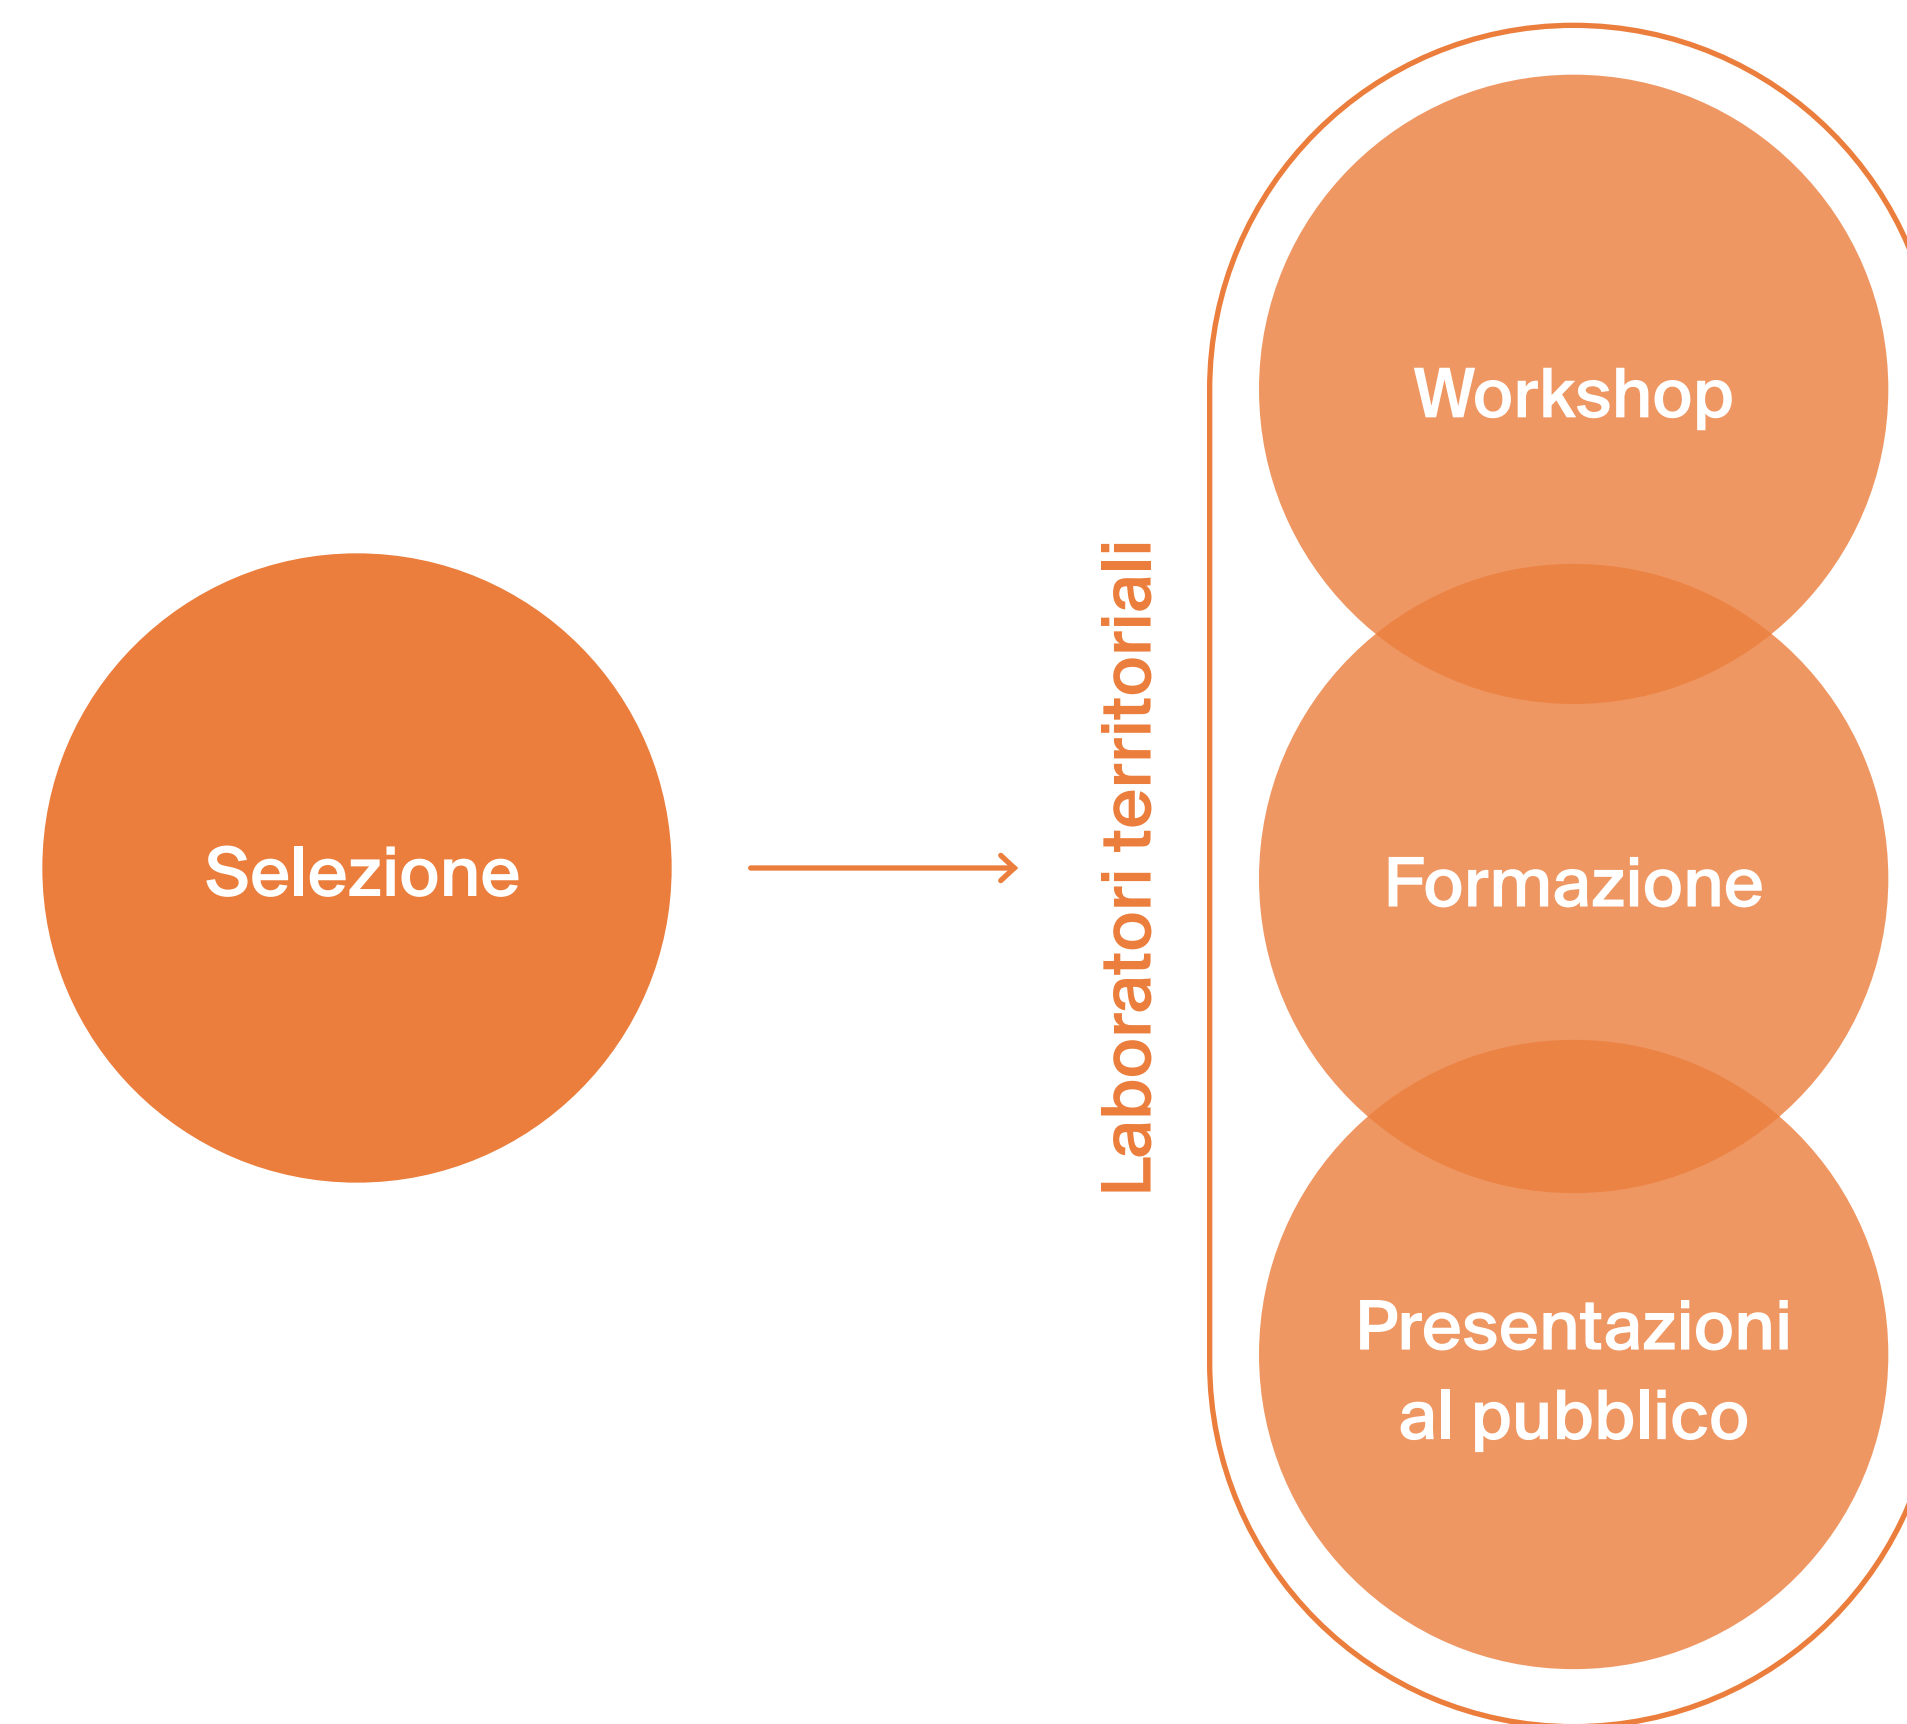 Selezione
Laboratori territoriali
Workshop
Formazione
Presentazioni
al pubblico